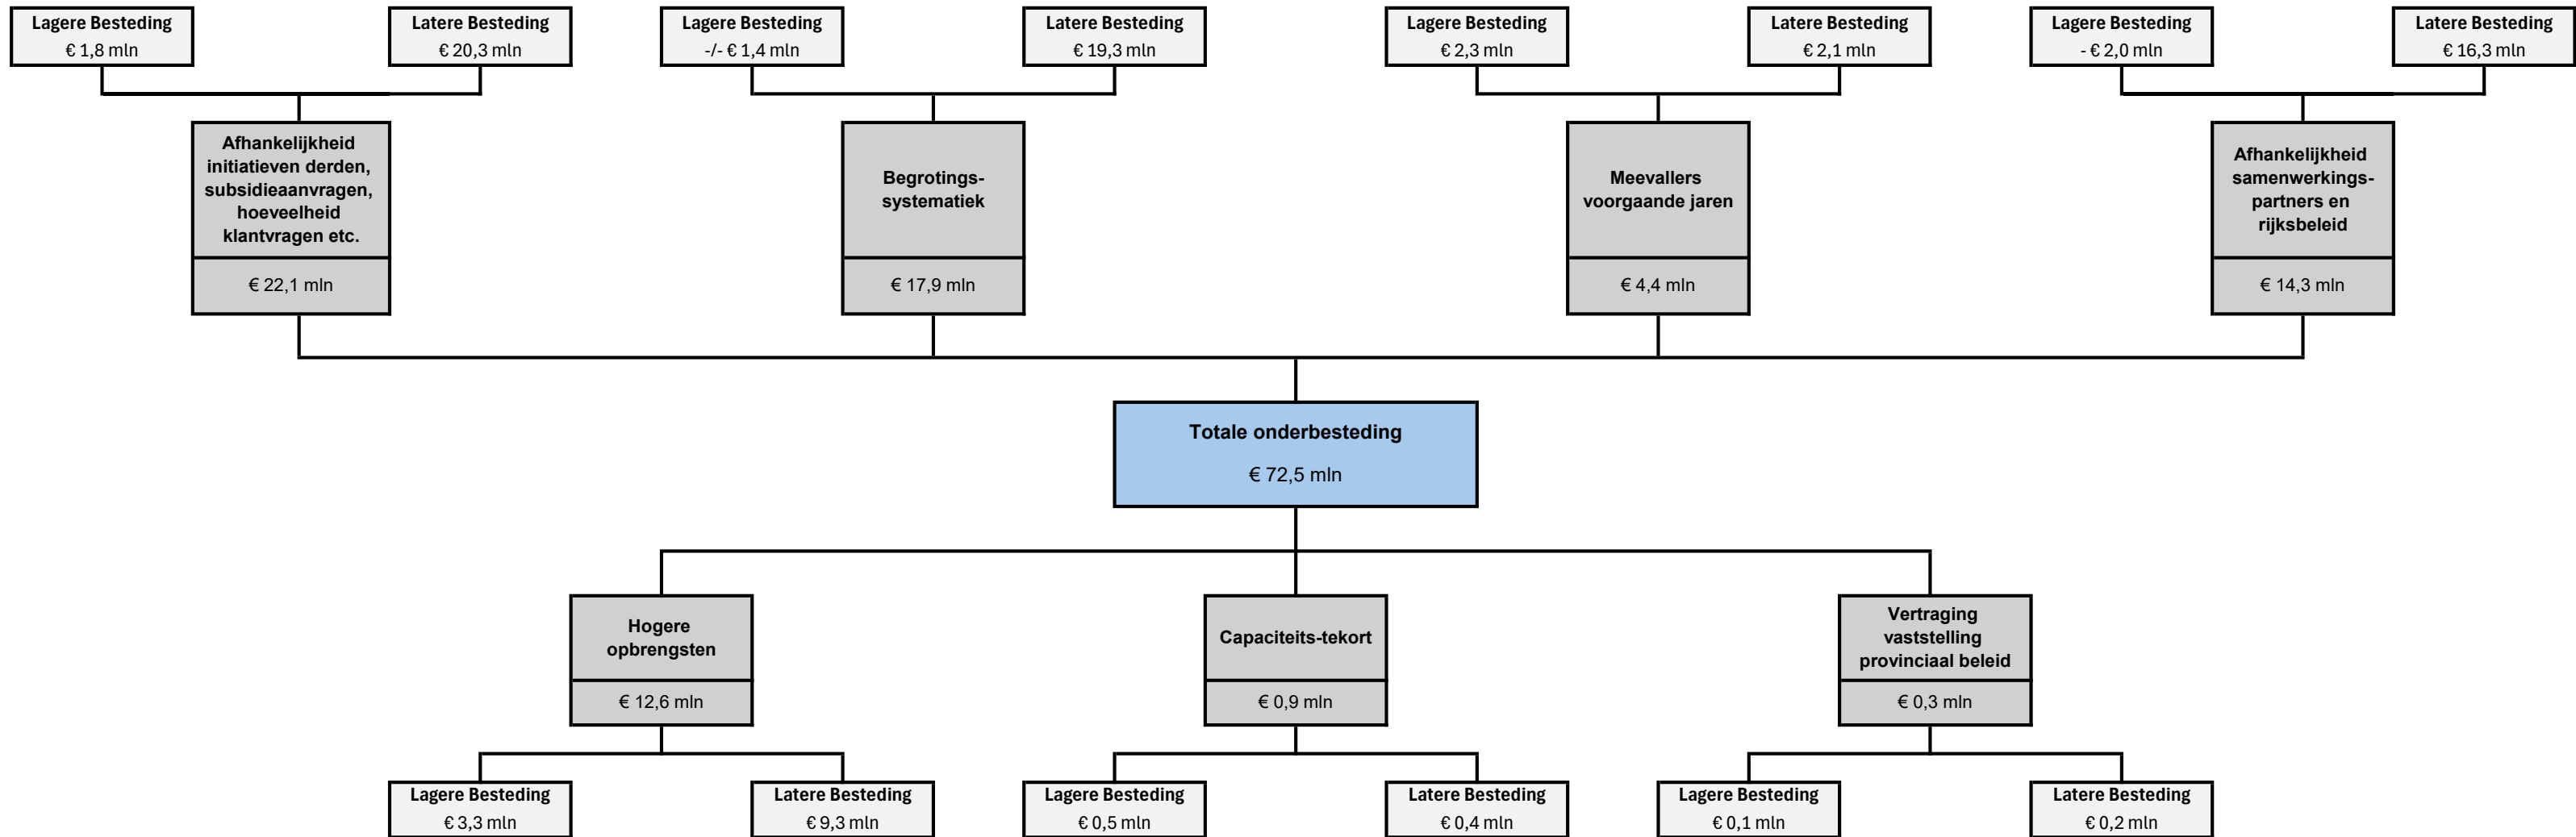 Lagere Besteding
€ 1,8 mln
Latere Besteding
€ 20,3 mln
Lagere Besteding
-/- € 1,4 mln
Latere Besteding
€ 19,3 mln
Lagere Besteding
€ 2,3 mln
Latere Besteding
€ 2,1 mln
Lagere Besteding
- € 2,0 mln
Latere Besteding
€ 16,3 mln
Afhankelijkheid
initiatieven derden,
subsidieaanvragen,
hoeveelheid
klantvragen etc.
€ 22,1 mln
Begrotings-
systematiek
€ 17,9 mln
Meevallers
voorgaande jaren
€ 4,4 mln
Afhankelijkheid
samenwerkings-
partners en
rijksbeleid
€ 14,3 mln
Totale onderbesteding
€ 72,5 mln
Hogere
opbrengsten
€ 12,6 mln
Capaciteits-tekort
€ 0,9 mln
Vertraging
vaststelling
provinciaal beleid
€ 0,3 mln
Lagere Besteding
€ 3,3 mln
Latere Besteding
€ 9,3 mln
Lagere Besteding
€ 0,5 mln
Latere Besteding
€ 0,4 mln
Lagere Besteding
€ 0,1 mln
Latere Besteding
€ 0,2 mln